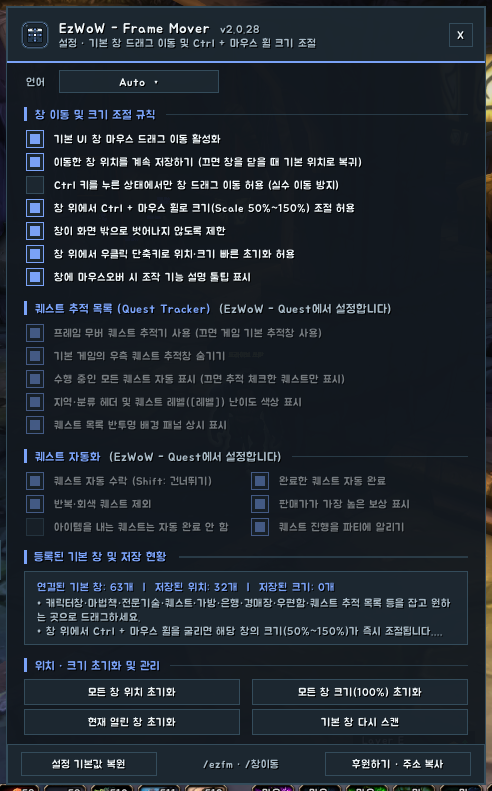 EzWoW - Frame Mover v2.0.28
설정 · 기본 창 드래그 이동 및 Ctrl + 마우스 휠 크기 조절
X
언어
Auto
창 이동 및 크기 조절 규칙
기본 UI 창 마우스 드래그 이동 활성화
이동한 창 위치를 계속 저장하기 (끄면 창을 닫을 때 기본 위치로 복귀)
Ctrl 키를 누른 상태에서만 창 드래그 이동 허용 (실수 이동 방지)
창 위에서 Ctrl + 마우스 휠로 크기(Scale 50%~150%) 조절 허용
창이 화면 밖으로 벗어나지 않도록 제한
창 위에서 우클릭 단축키로 위치·크기 빠른 초기화 허용
창에 마우스오버 시 조작 기능 설명 툴팁 표시
퀘스트 추적 목록 (Quest Tracker) (EzWoW - Quest에서 설정합니다)
프레임 무버 퀘스트 추적기 사용 (끄면 게임 기본 추적창 사용)
기본 게임의 우측 퀘스트 추적창 숨기기
수행 중인 모든 퀘스트 자동 표시 (끄면 추적 체크한 퀘스트만 표시)
지역·분류 헤더 및 퀘스트 레벨([레벨]) 난이도 색상 표시
퀘스트 목록 반투명 배경 패널 상시 표시
퀘스트 자동화 (EzWoW - Quest에서 설정합니다)
퀘스트 자동 수락 (Shift: 건너뛰기)
완료한 퀘스트 자동 완료
반복·회색 퀘스트 제외
판매가가 가장 높은 보상 표시
아이템을 내는 퀘스트는 자동 완료 안 함
퀘스트 진행을 파티에 알리기
등록된 기본 창 및 저장 현황
연결된 기본 창: 63개 | 저장된 위치: 32개 | 저장된 크기: 0개
• 캐릭터창·마법책·전문기술·퀘스트·가방·은행·경매장·우편함·퀘스트 추적 목록 등을 잡고 원하
는 곳으로 드래그하세요.
• 창 위에서 Ctrl + 마우스 휠을 굴리면 해당 창의 크기(50%~150%)가 즉시 조절됩니다....
위치 · 크기 초기화 및 관리
모든 창 위치 초기화
모든 창 크기(100%) 초기화
현재 열린 창 초기화
기본 창 다시 스캔
설정 기본값 복원
/ezfm · /창이동
후원하기 · 주소 복사